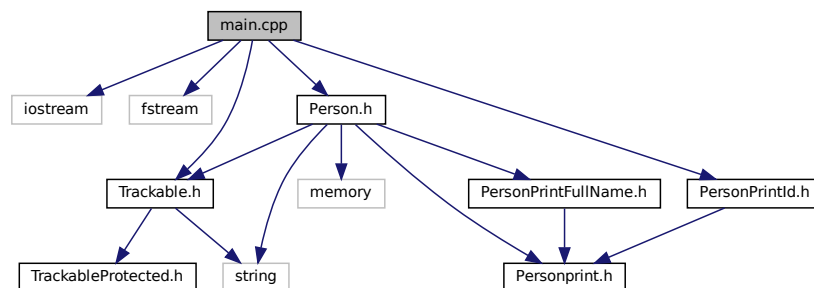 main.cpp
iostream
fstream
Person.h
Trackable.h
memory
PersonPrintFullName.h
PersonPrintId.h
TrackableProtected.h
string
Personprint.h